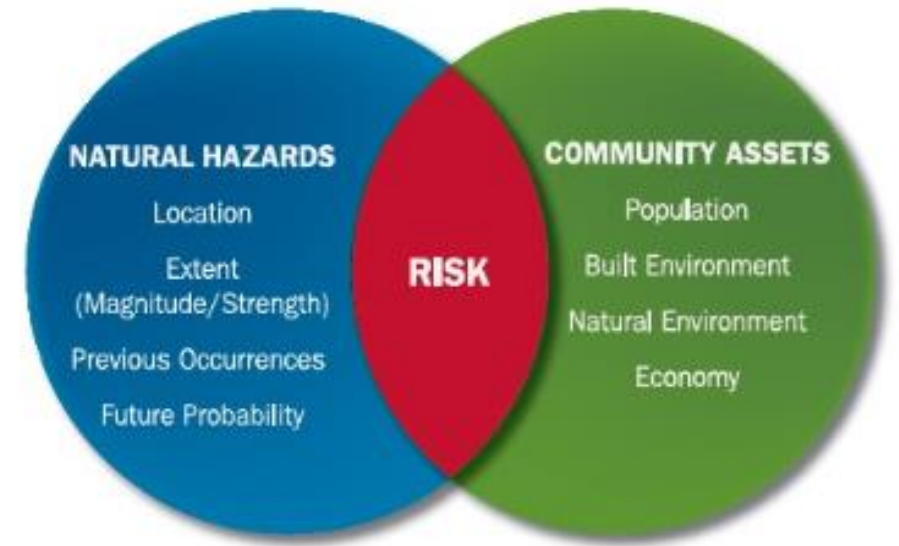 NATURAL HAZARDS
Location
Extent
(Magnitude/Strength)
Previous Occurrences
Future Probability
RISK
COMMUNITY ASSETS
Population
Built Environment
Natural Environment
Economy